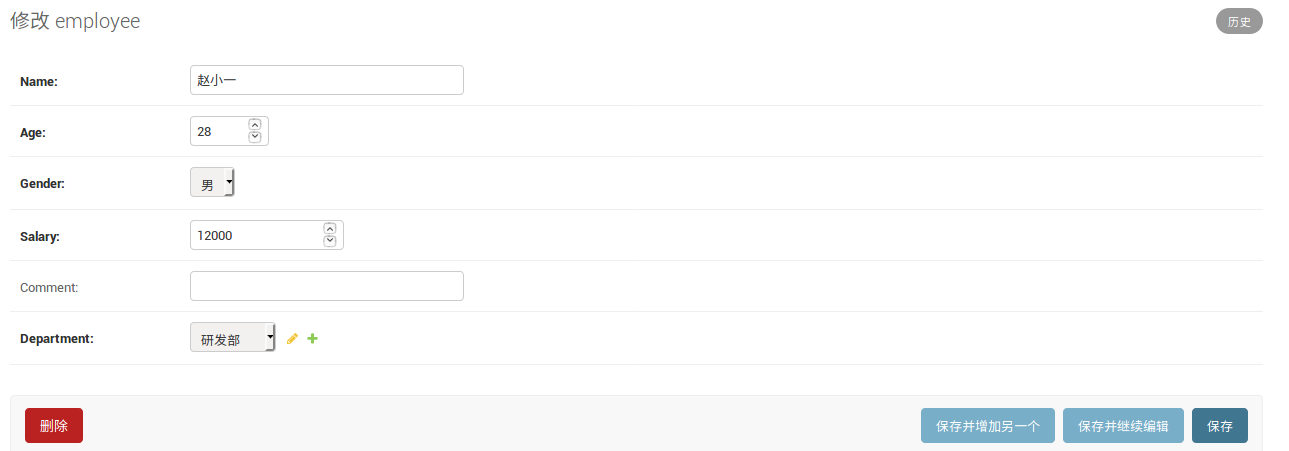 修改 employee
历史
Name: 赵小一
Age: 28
Gender: 男
Salary: 12000
Comment:
Department: 研发部
删除 保存并增加另一个 保存并继续编辑 保存